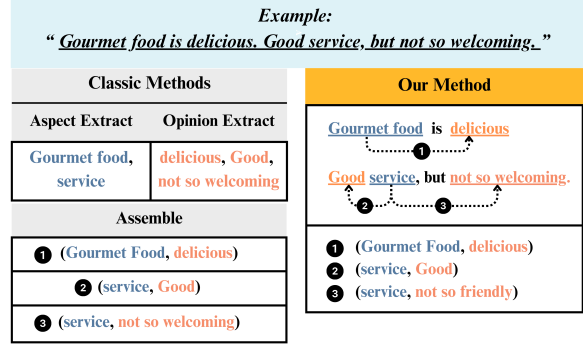 Example:
“ Gourmet food is delicious. Good service, but not so welcoming. ”
Classic Methods
Aspect Extract
Opinion Extract
Gourmet food,
service
delicious, Good,
not so welcoming
Assemble
1 (Gourmet Food, delicious)
2 (service, Good)
3 (service, not so welcoming)
Our Method
Gourmet food is delicious
1
Good service, but not so welcoming.
2 3
1 (Gourmet Food, delicious)
2 (service, Good)
3 (service, not so friendly)